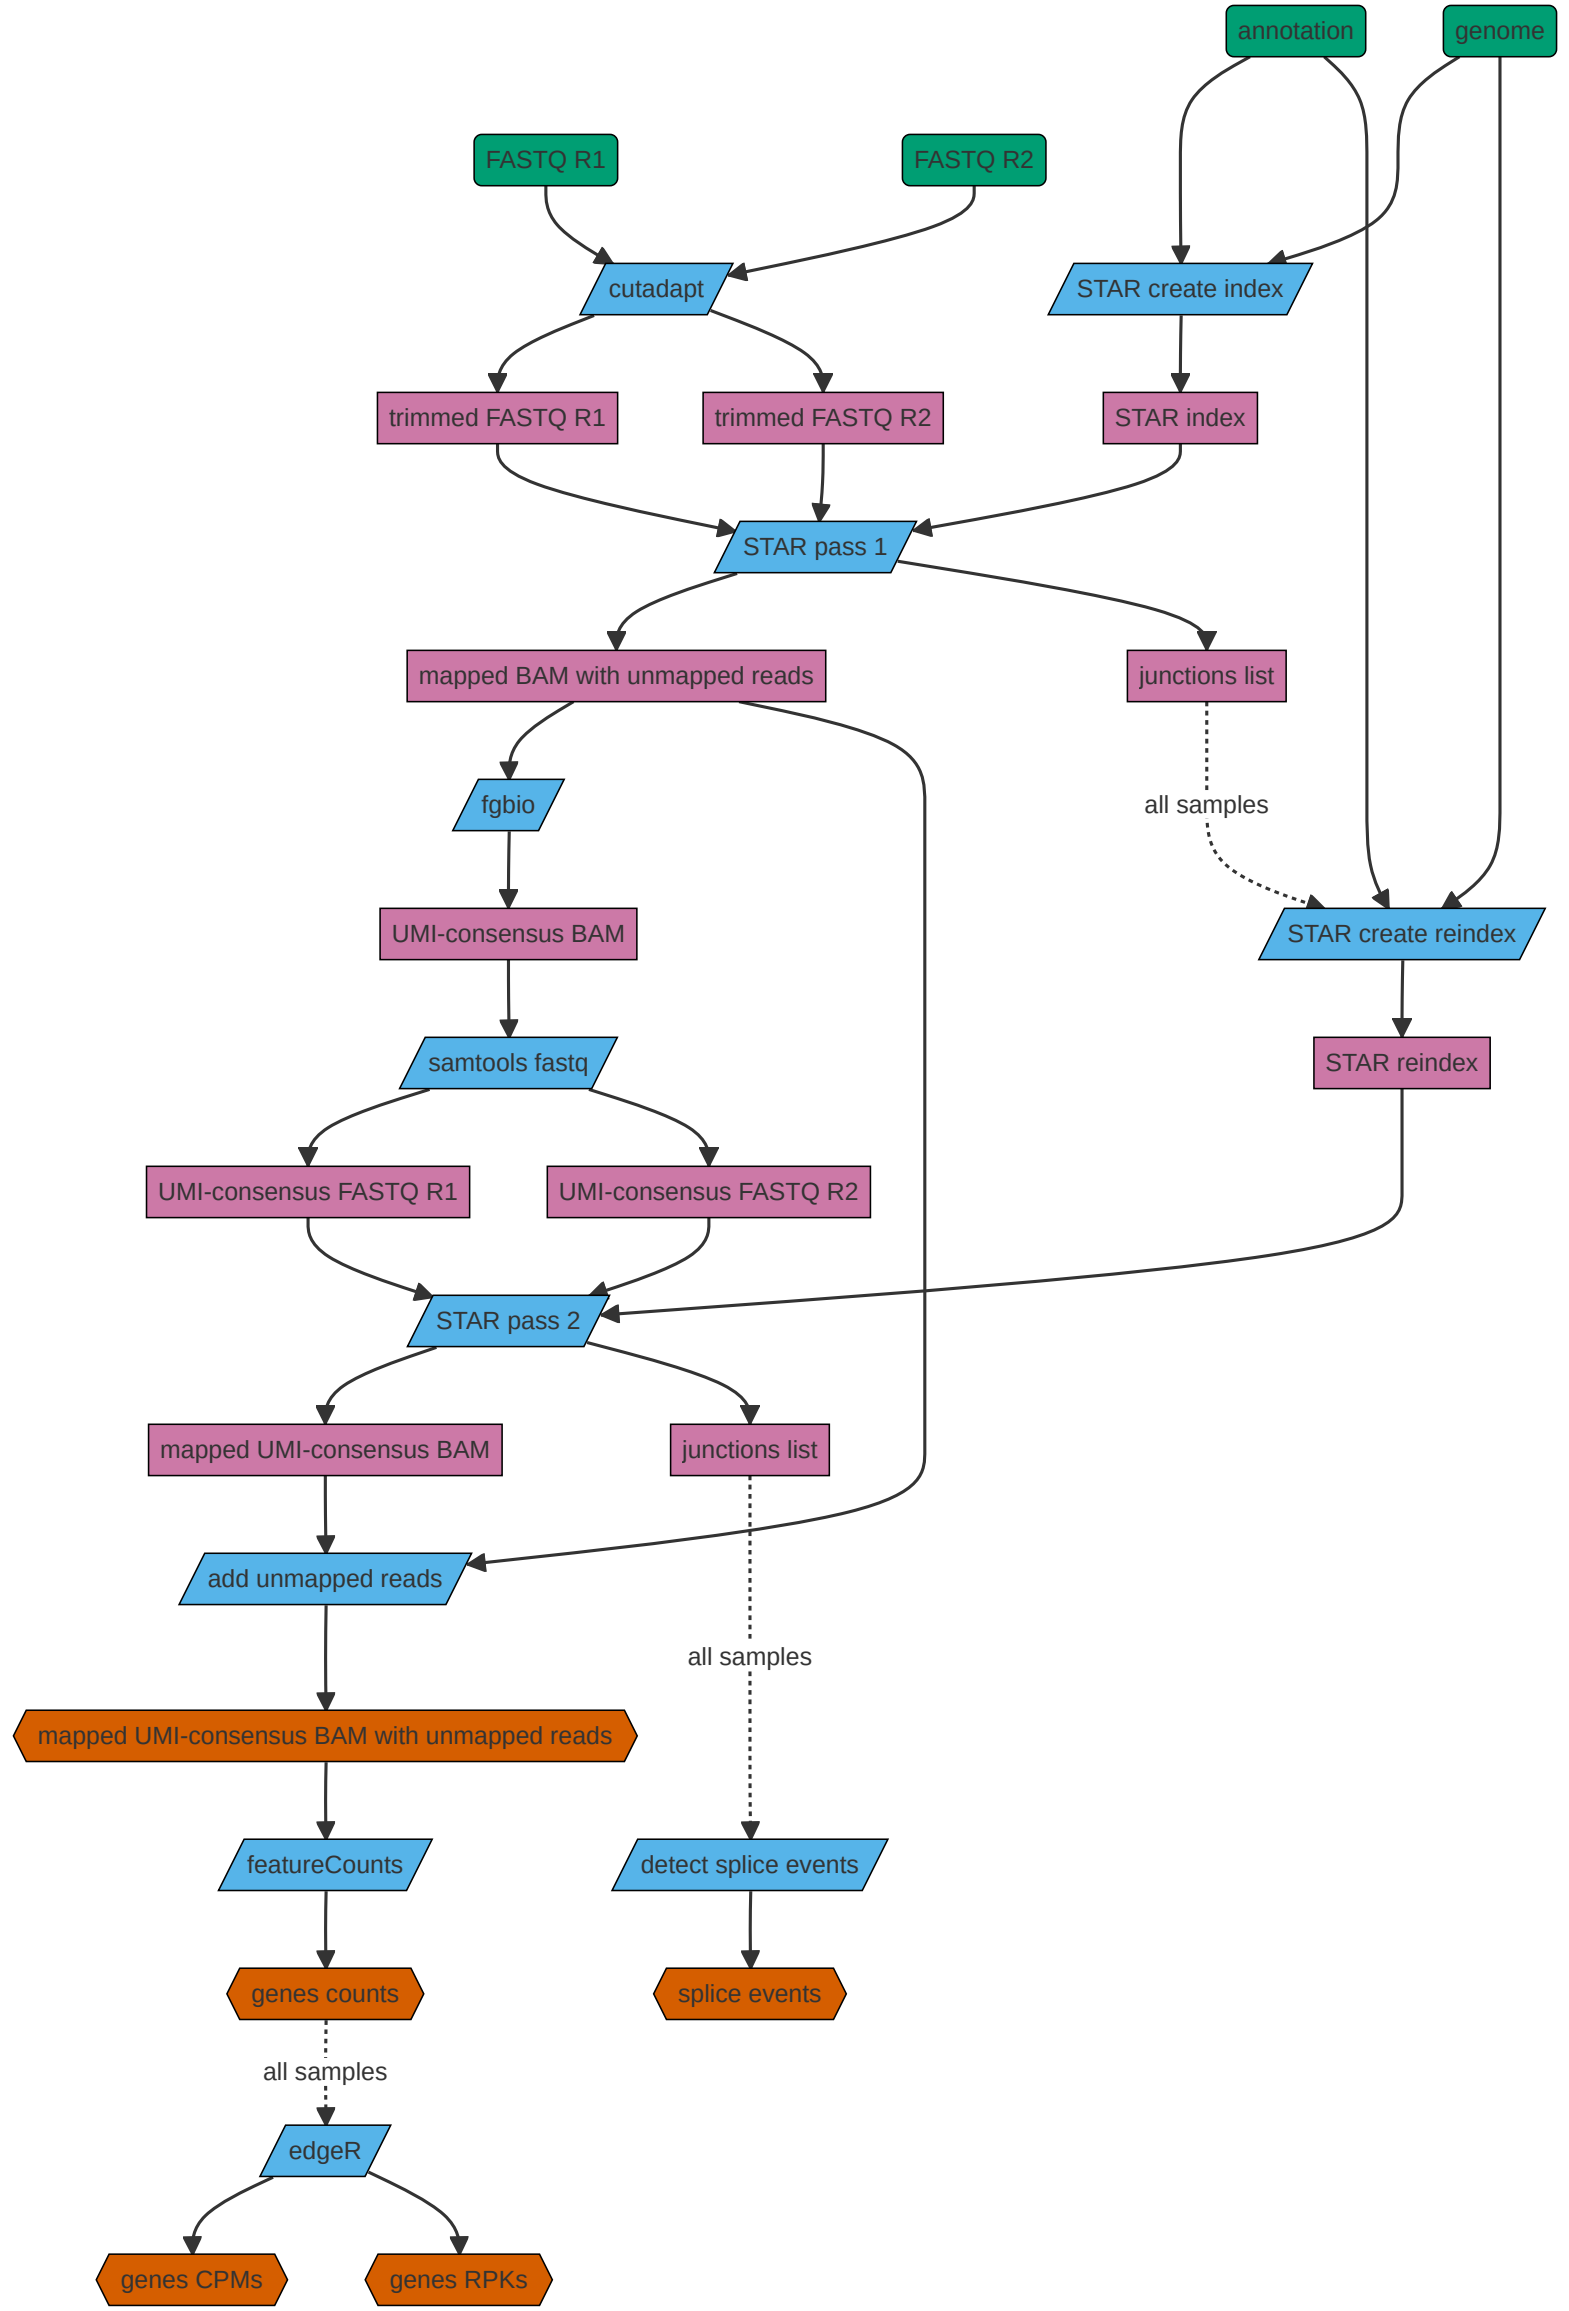 annotation
genome
FASTQ R1
FASTQ R2
cutadapt
STAR create index
trimmed FASTQ R1
trimmed FASTQ R2
STAR index
STAR pass 1
mapped BAM with unmapped reads
junctions list
fgbio
all samples
UMI-consensus BAM
STAR create reindex
samtools fastq
STAR reindex
UMI-consensus FASTQ R1
UMI-consensus FASTQ R2
STAR pass 2
mapped UMI-consensus BAM
junctions list
add unmapped reads
all samples
mapped UMI-consensus BAM with unmapped reads
featureCounts
detect splice events
genes counts
splice events
all samples
edgeR
genes CPMs
genes RPKs